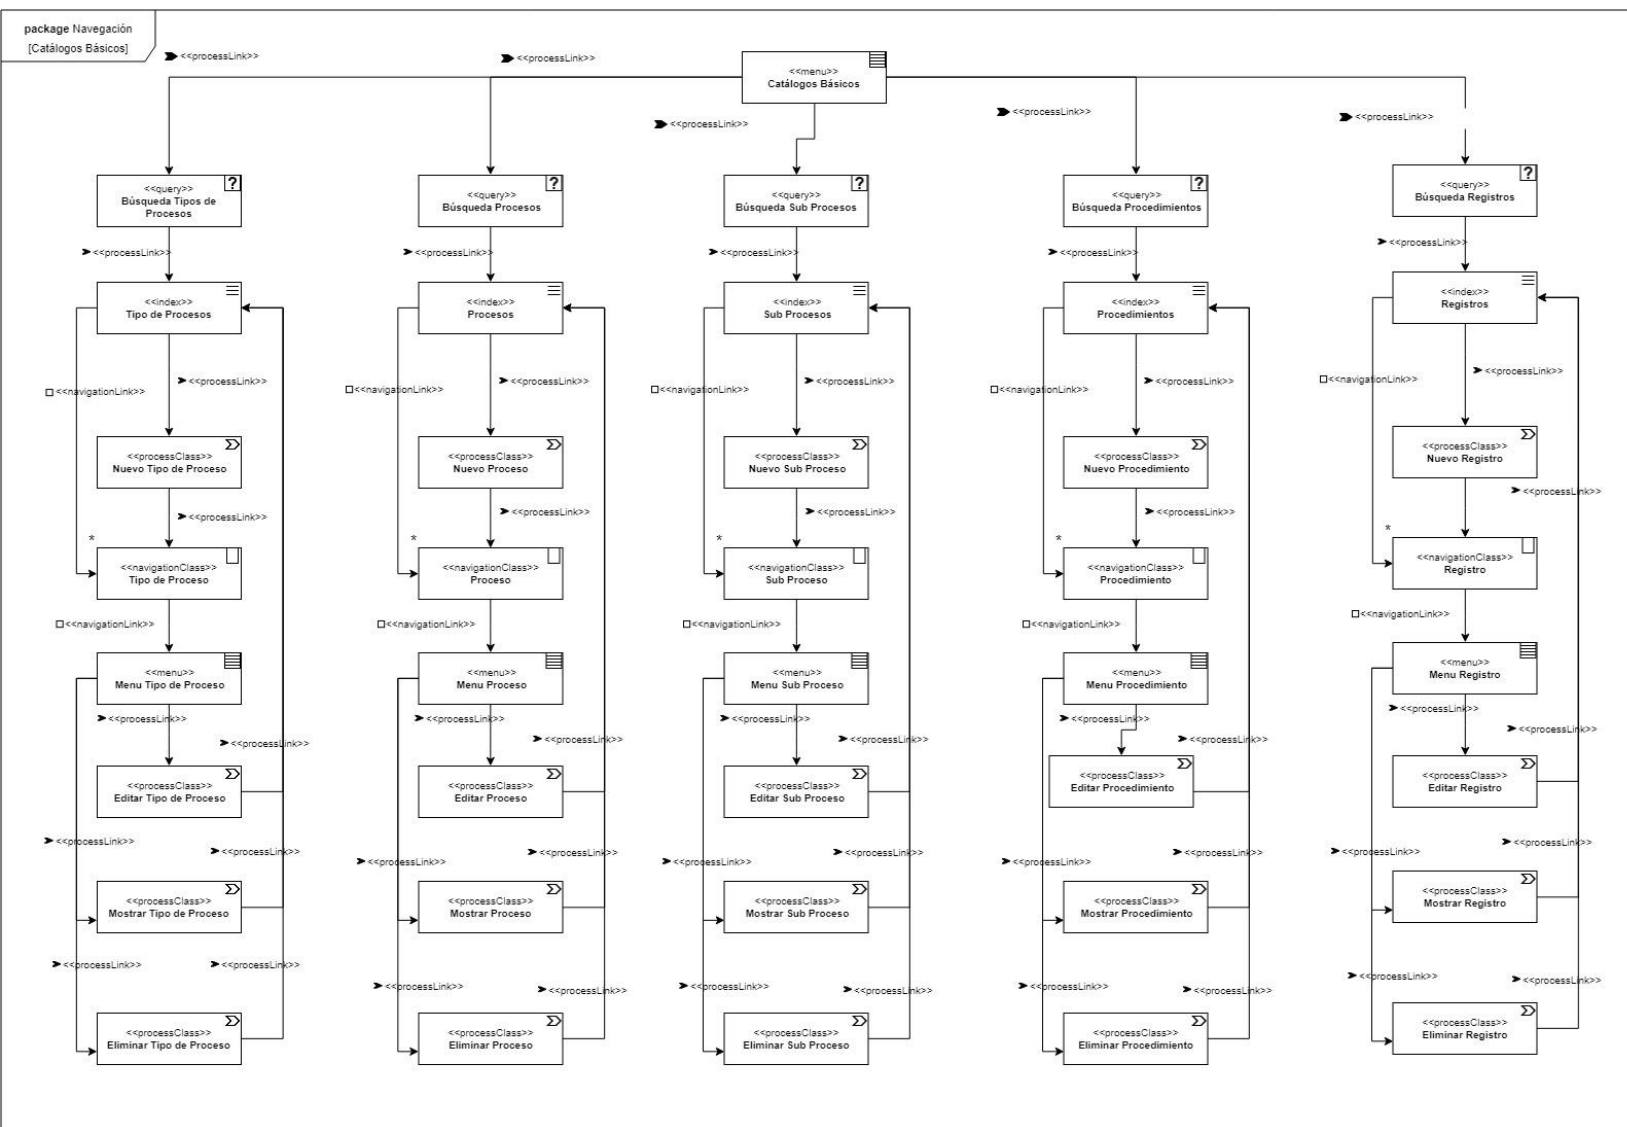 package Navegación
[Catálogos Básicos]
<<processLink>>
<<processLink>>
<<menu>>
Catálogos Básicos
<<processLink>>
<<processLink>>
<<processLink>>
<<query>>
Búsqueda Tipos de
Procesos
<<query>>
Búsqueda Procesos
<<query>>
Búsqueda Sub Procesos
<<query>>
Búsqueda Procedimientos
<<query>>
Búsqueda Registros
<<processLink>>
<<processLink>>
<<processLink>>
<<processLink>>
<<processLink>>
<<index>>
Tipo de Procesos
<<index>>
Procesos
<<index>>
Sub Procesos
<<index>>
Procedimientos
<<index>>
Registros
<<navigationLink>>
<<processLink>>
<<navigationLink>>
<<processLink>>
<<navigationLink>>
<<processLink>>
<<navigationLink>>
<<processLink>>
<<navigationLink>>
<<processLink>>
<<processClass>>
Nuevo Tipo de Proceso
<<processClass>>
Nuevo Proceso
<<processClass>>
Nuevo Sub Proceso
<<processClass>>
Nuevo Procedimiento
<<processClass>>
Nuevo Registro
<<processLink>>
<<processLink>>
<<processLink>>
<<processLink>>
<<processLink>>
*
*
*
*
*
<<navigationClass>>
Tipo de Proceso
<<navigationClass>>
Proceso
<<navigationClass>>
Sub Proceso
<<navigationClass>>
Procedimiento
<<navigationClass>>
Registro
<<navigationLink>>
<<navigationLink>>
<<navigationLink>>
<<navigationLink>>
<<navigationLink>>
<<menu>>
Menu Tipo de Proceso
<<menu>>
Menu Proceso
<<menu>>
Menu Sub Proceso
<<menu>>
Menu Procedimiento
<<menu>>
Menu Registro
<<processLink>>
<<processLink>>
<<processLink>>
<<processLink>>
<<processLink>>
<<processLink>>
<<processLink>>
<<processLink>>
<<processLink>>
<<processLink>>
<<processClass>>
Editar Tipo de Proceso
<<processClass>>
Editar Proceso
<<processClass>>
Editar Sub Proceso
<<processClass>>
Editar Procedimiento
<<processClass>>
Editar Registro
<<processLink>>
<<processLink>>
<<processLink>>
<<processLink>>
<<processLink>>
<<processLink>>
<<processLink>>
<<processLink>>
<<processLink>>
<<processLink>>
<<processClass>>
Mostrar Tipo de Proceso
<<processClass>>
Mostrar Proceso
<<processClass>>
Mostrar Sub Proceso
<<processClass>>
Mostrar Procedimiento
<<processClass>>
Mostrar Registro
<<processLink>>
<<processLink>>
<<processLink>>
<<processLink>>
<<processLink>>
<<processLink>>
<<processLink>>
<<processLink>>
<<processLink>>
<<processLink>>
<<processClass>>
Eliminar Tipo de Proceso
<<processClass>>
Eliminar Proceso
<<processClass>>
Eliminar Sub Proceso
<<processClass>>
Eliminar Procedimiento
<<processClass>>
Eliminar Registro